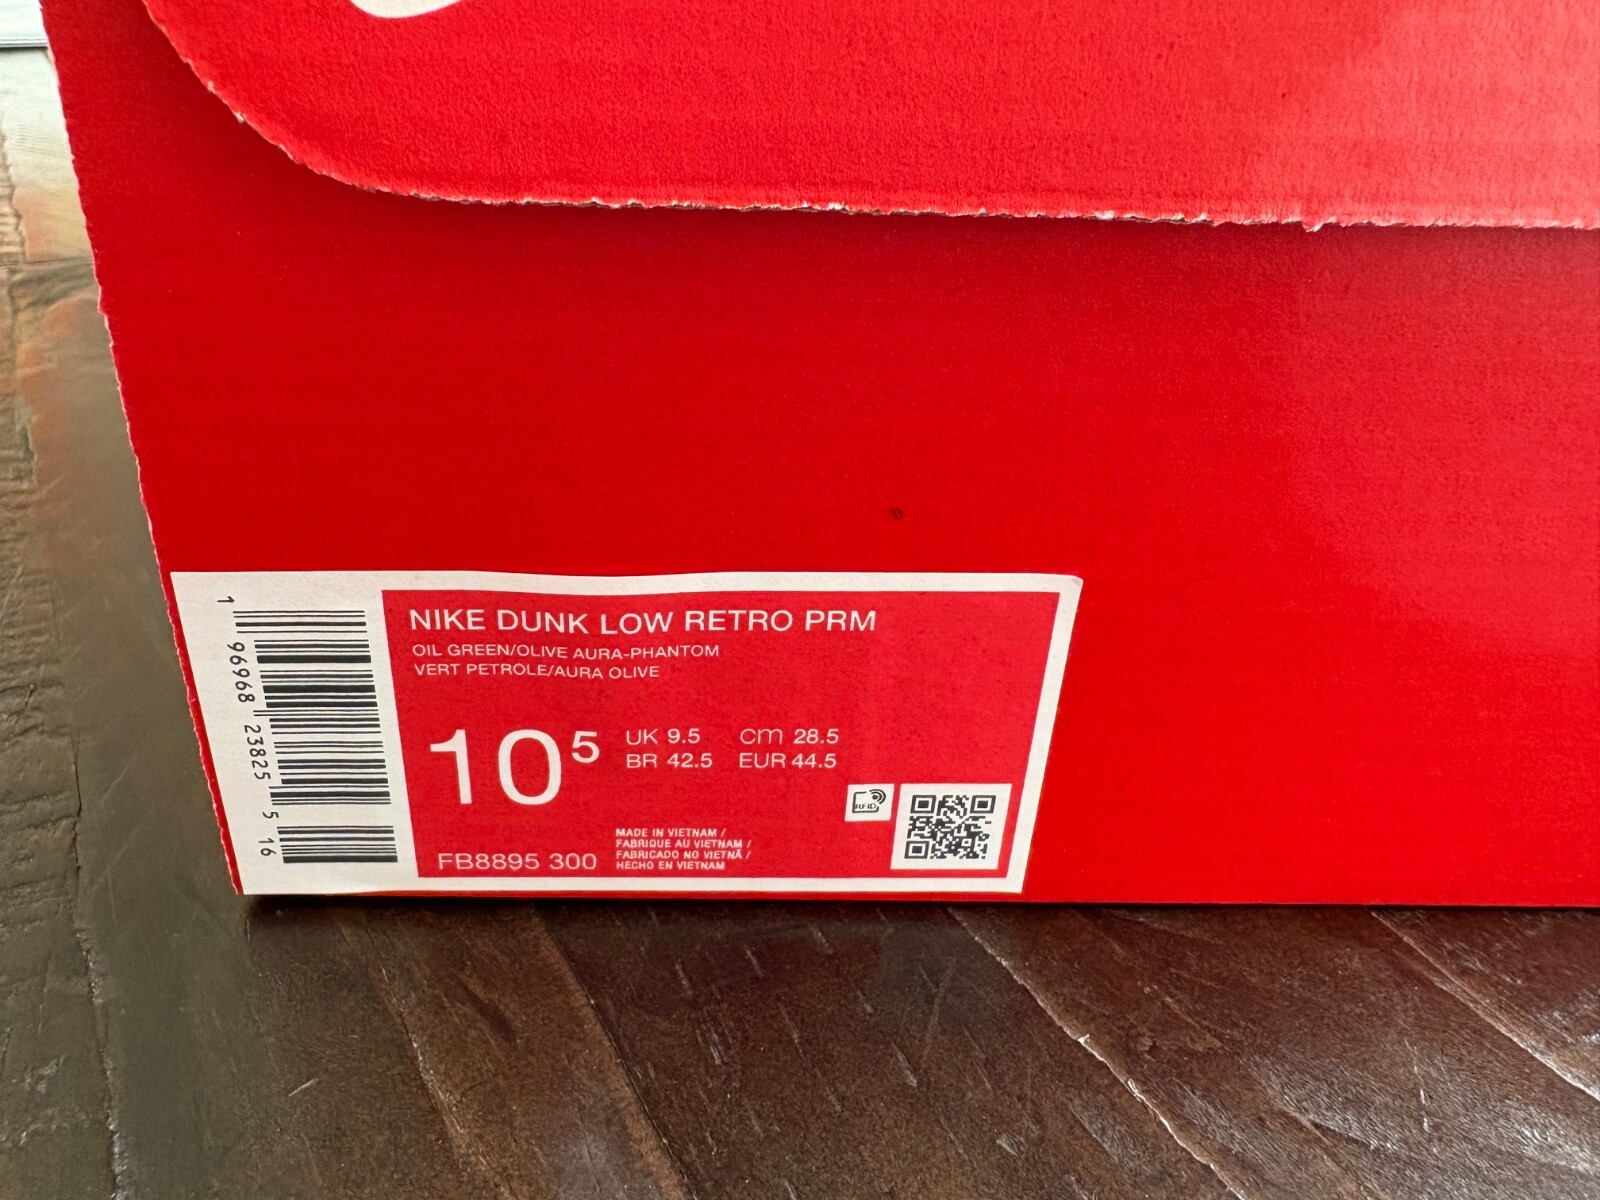 NIKE DUNK LOW RETRO PRM
OIL GREEN/OLIVE AURA-PHANTOM
VERT PETROLE/AURA OLIVE
10⁵
UK 9.5 cm 28.5
BR 42.5 EUR 44.5
RFID
FB8895 300
MADE IN VIETNAM /
FABRIQUE AU VIETNAM /
FABRICADO NO VIETNÃ /
HECHO EN VIETNAM
1 96968 23825 5 16